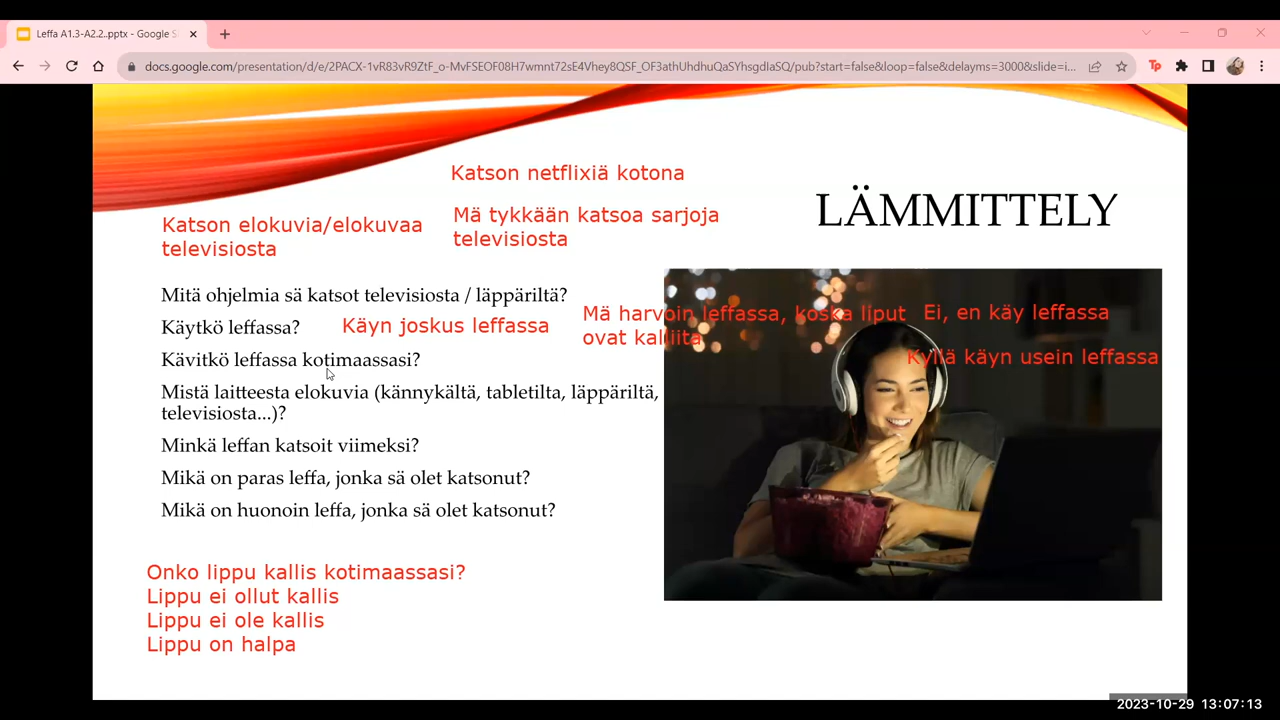 Leffa A1.3-A2.2..pptx - Google S
docs.google.com/presentation/d/e/2PACX-1vR83vR9ZtF_o-MvFSEOF08H7wmnt72sE4Vhey8QSF_OF3athUhdhuQaSYhsgdIaSQ/pub?start=false&loop=false&delayms=3000&slide=i...
Katson netflixiä kotona
LÄMMITTELY
Katson elokuvia/elokuvaa
televisiosta
Mä tykkään katsoa sarjoja
televisiosta
Mitä ohjelmia sä katsot televisiosta / läppäriltä?
Käytkö leffassa?
Käyn joskus leffassa
Mä harvoin leffassa, koska liput
ovat kalliita
Ei, en käy leffassa
Kyllä käyn usein leffassa
Kävitkö leffassa kotimaassasi?
Mistä laitteesta elokuvia (kännykältä, tabletilta, läppäriltä,
televisiosta...)?
Minkä leffan katsoit viimeksi?
Mikä on paras leffa, jonka sä olet katsonut?
Mikä on huonoin leffa, jonka sä olet katsonut?
Onko lippu kallis kotimaassasi?
Lippu ei ollut kallis
Lippu ei ole kallis
Lippu on halpa
2023-10-29 13:07:13